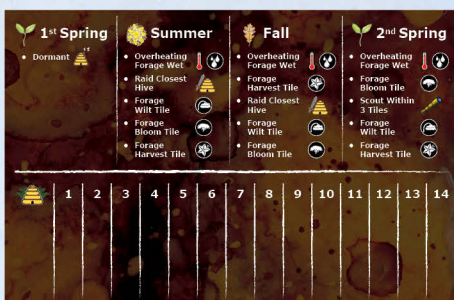 1st Spring
• Dormant
Summer
• Overheating
Forage Wet
• Raid Closest
Hive
• Forage
Wilt Tile
• Forage
Bloom Tile
• Forage
Harvest Tile
Fall
• Overheating
Forage Wet
• Forage
Harvest Tile
• Raid Closest
Hive
• Forage
Wilt Tile
• Forage
Bloom Tile
2nd Spring
• Overheating
Forage Wet
• Forage
Bloom Tile
• Scout Within
3 Tiles
• Forage
Wilt Tile
• Forage
Harvest Tile
1 2 3 4 5 6 7 8 9 10 11 12 13 14